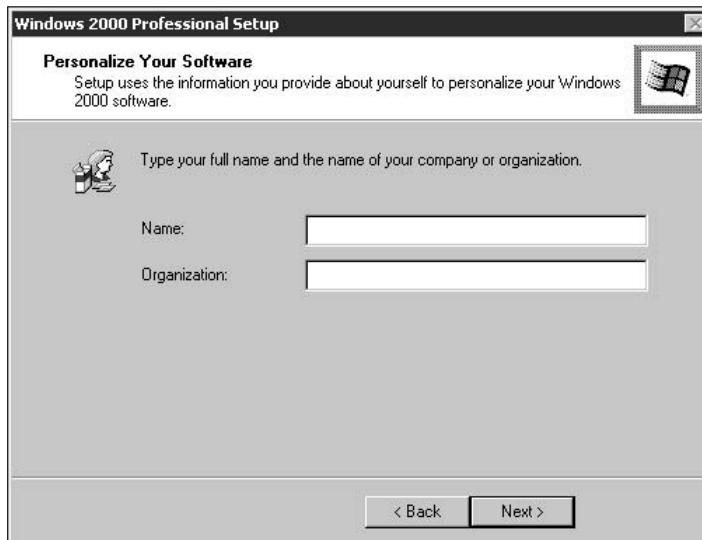 Windows 2000 Professional Setup
Personalize Your Software
Setup uses the information you provide about yourself to personalize your Windows
2000 software.
Type your full name and the name of your company or organization.
Name:
Organization:
< Back
Next >